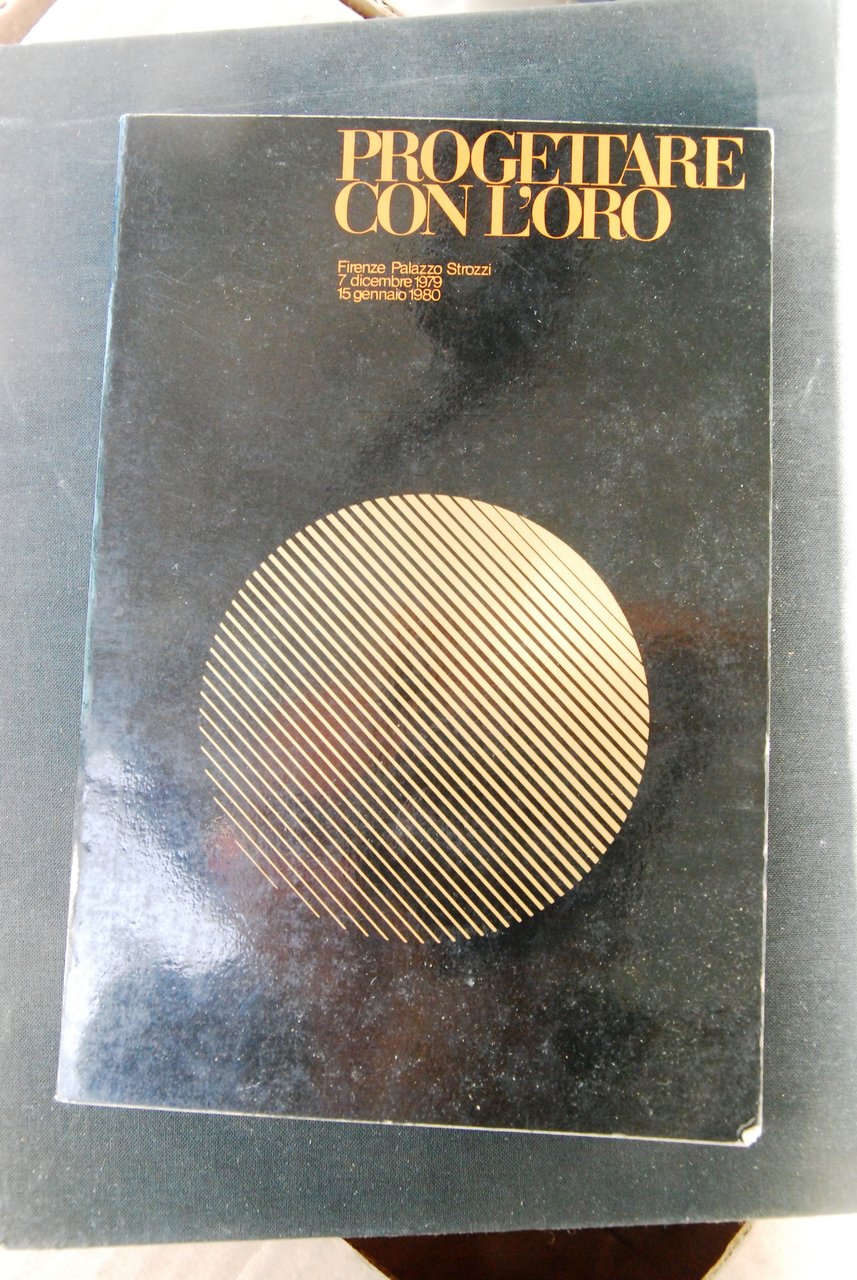 PROGETTARE
CON L'ORO
Firenze Palazzo Strozzi
7 dicembre 1979
15 gennaio 1980